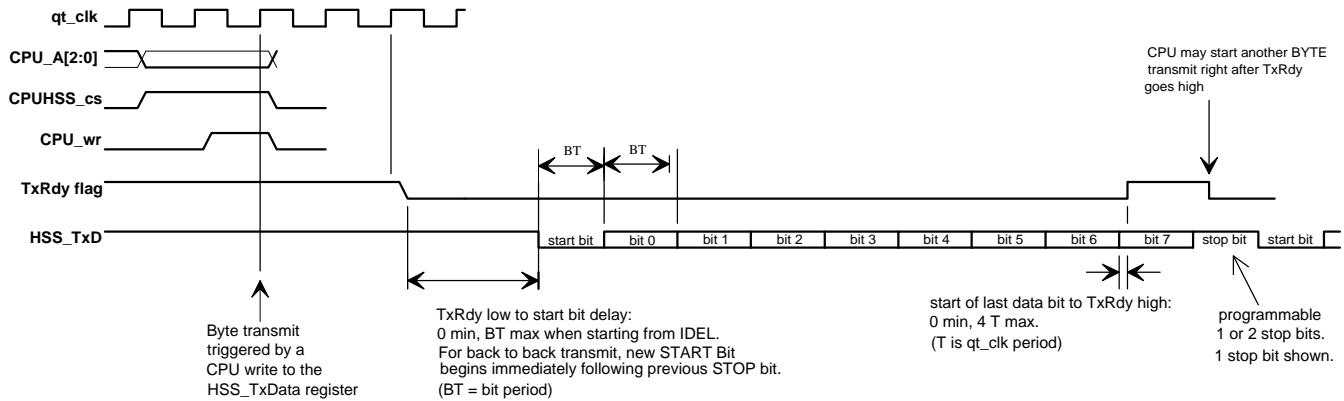 qt_clk
CPU_A[2:0]
CPUHSS_cs
CPU_wr
TxRdy flag
HSS_TxD
CPU may start another BYTE
transmit right after TxRdy
goes high
BT
BT
start bit
bit 0
bit 1
bit 2
bit 3
bit 4
bit 5
bit 6
bit 7
stop bit
start bit
Byte transmit
triggered by a
CPU write to the
HSS_TxData register
TxRdy low to start bit delay:
0 min, BT max when starting from IDEL.
For back to back transmit, new START Bit
begins immediately following previous STOP bit.
(BT = bit period)
start of last data bit to TxRdy high:
0 min, 4 T max.
(T is qt_clk period)
programmable
1 or 2 stop bits.
1 stop bit shown.